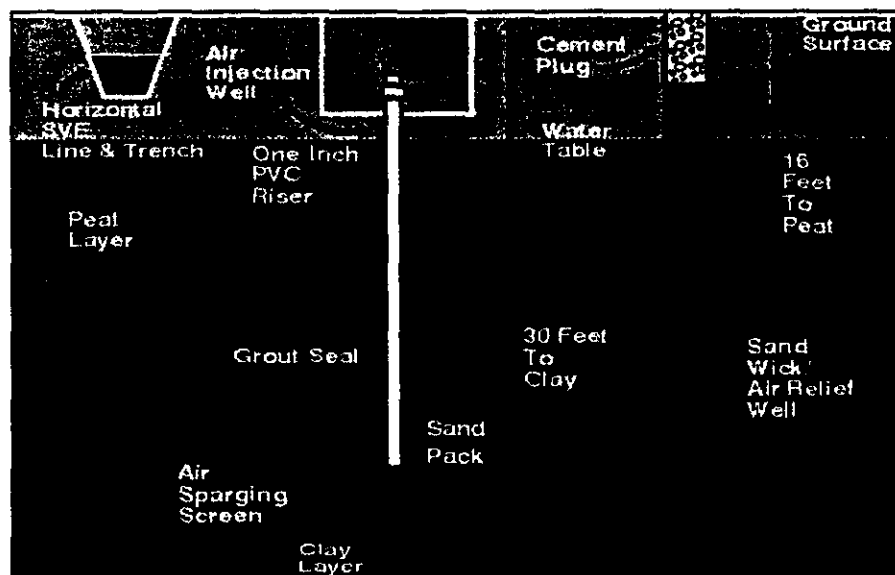 Ground
Surface
Air
Injection
Well
Cement
Plug
Horizontal
SVE
Line & Trench
One Inch
PVC
Riser
Water
Table
16
Feet
To
Peat
Peat
Layer
Grout Seal
30 Feet
To
Clay
Sand
Wick/
Air Relief
Well
Sand
Pack
Air
Sparging
Screen
Clay
Layer